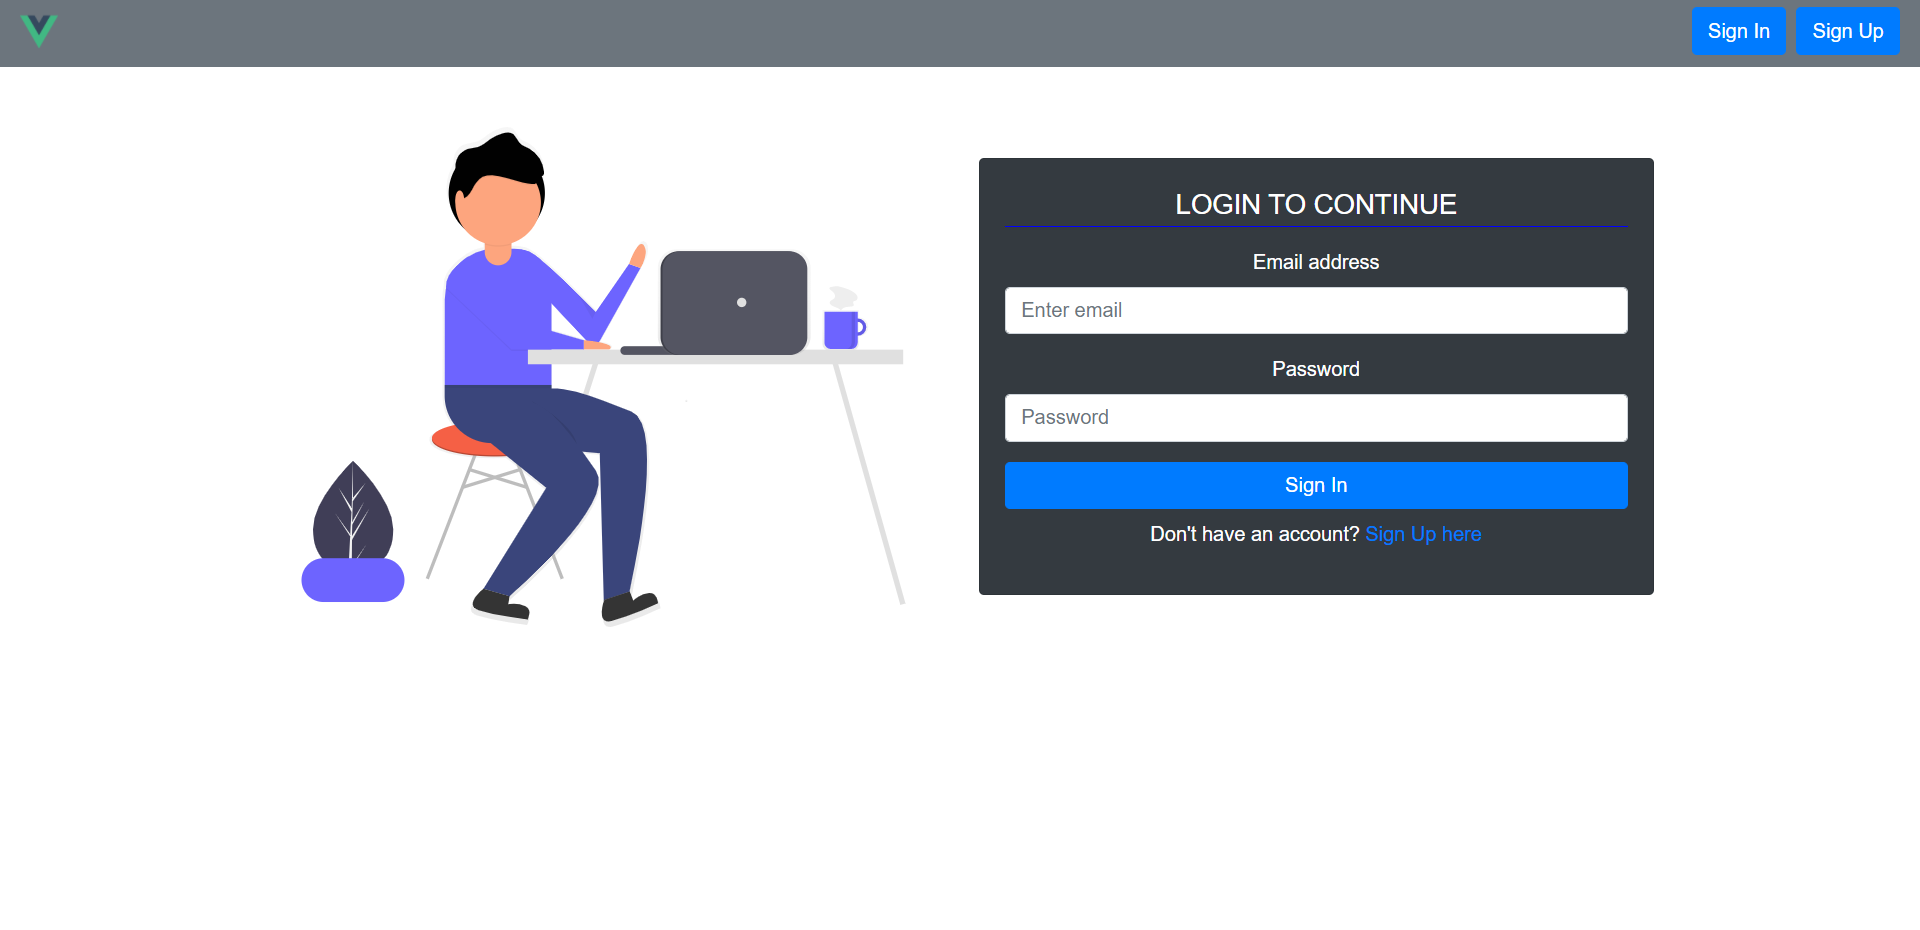 Sign In
Sign Up
LOGIN TO CONTINUE
Email address
Enter email
Password
Password
Sign In
Don't have an account? Sign Up here